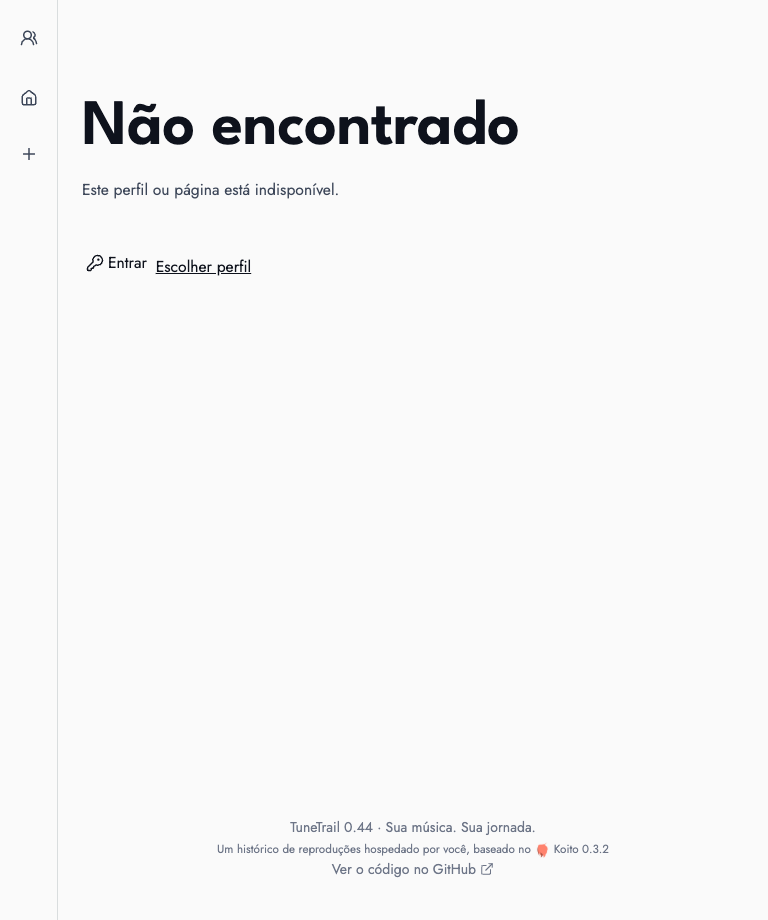 Não encontrado
Este perfil ou página está indisponível.
Entrar Escolher perfil
TuneTrail 0.44 · Sua música. Sua jornada.
Um histórico de reproduções hospedado por você, baseado no Koito 0.3.2
Ver o código no GitHub